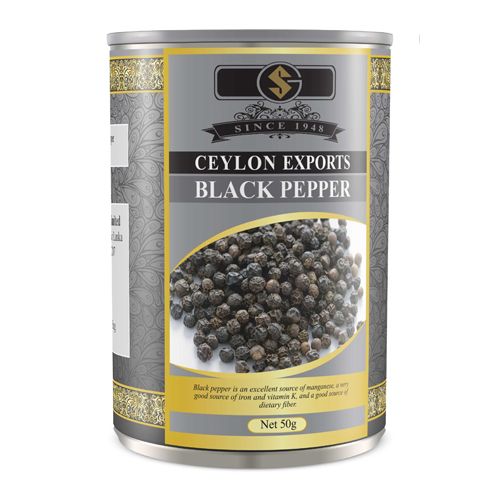 GS
SINCE 1948
CEYLON EXPORTS
BLACK PEPPER
Black pepper is an excellent source of manganese, a very
good source of iron and vitamin K, and a good source of
dietary fiber.
Net 50g